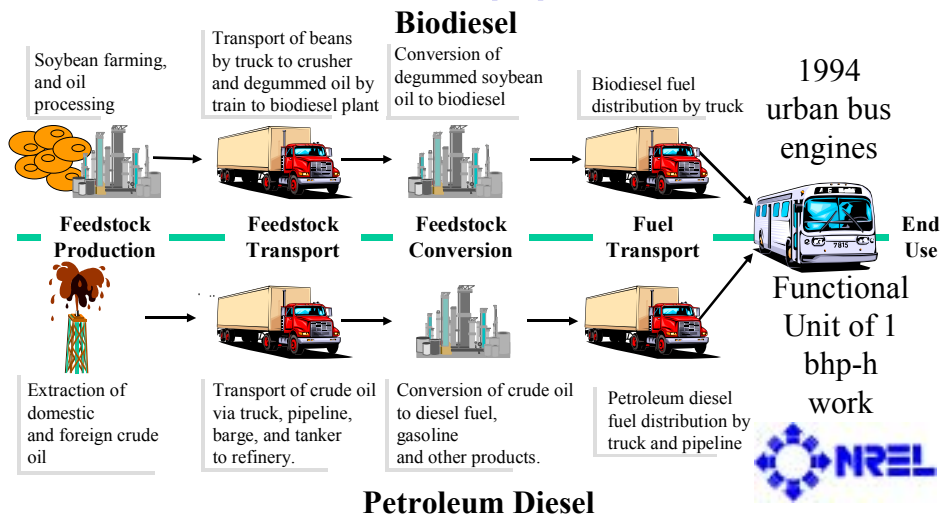 Biodiesel
Soybean farming,
and oil
processing
Transport of beans
by truck to crusher
and degummed oil by
train to biodiesel plant
Conversion of
degummed soybean
oil to biodiesel
Biodiesel fuel
distribution by truck
1994
urban bus
engines
Feedstock
Production
Feedstock
Transport
Feedstock
Conversion
Fuel
Transport
7815
End
Use
Extraction of
domestic
and foreign crude
oil
Transport of crude oil
via truck, pipeline,
barge, and tanker
to refinery.
Conversion of crude oil
to diesel fuel,
gasoline
and other products.
Petroleum diesel
fuel distribution by
truck and pipeline
Functional
Unit of 1
bhp-h
work
NREL
Petroleum Diesel